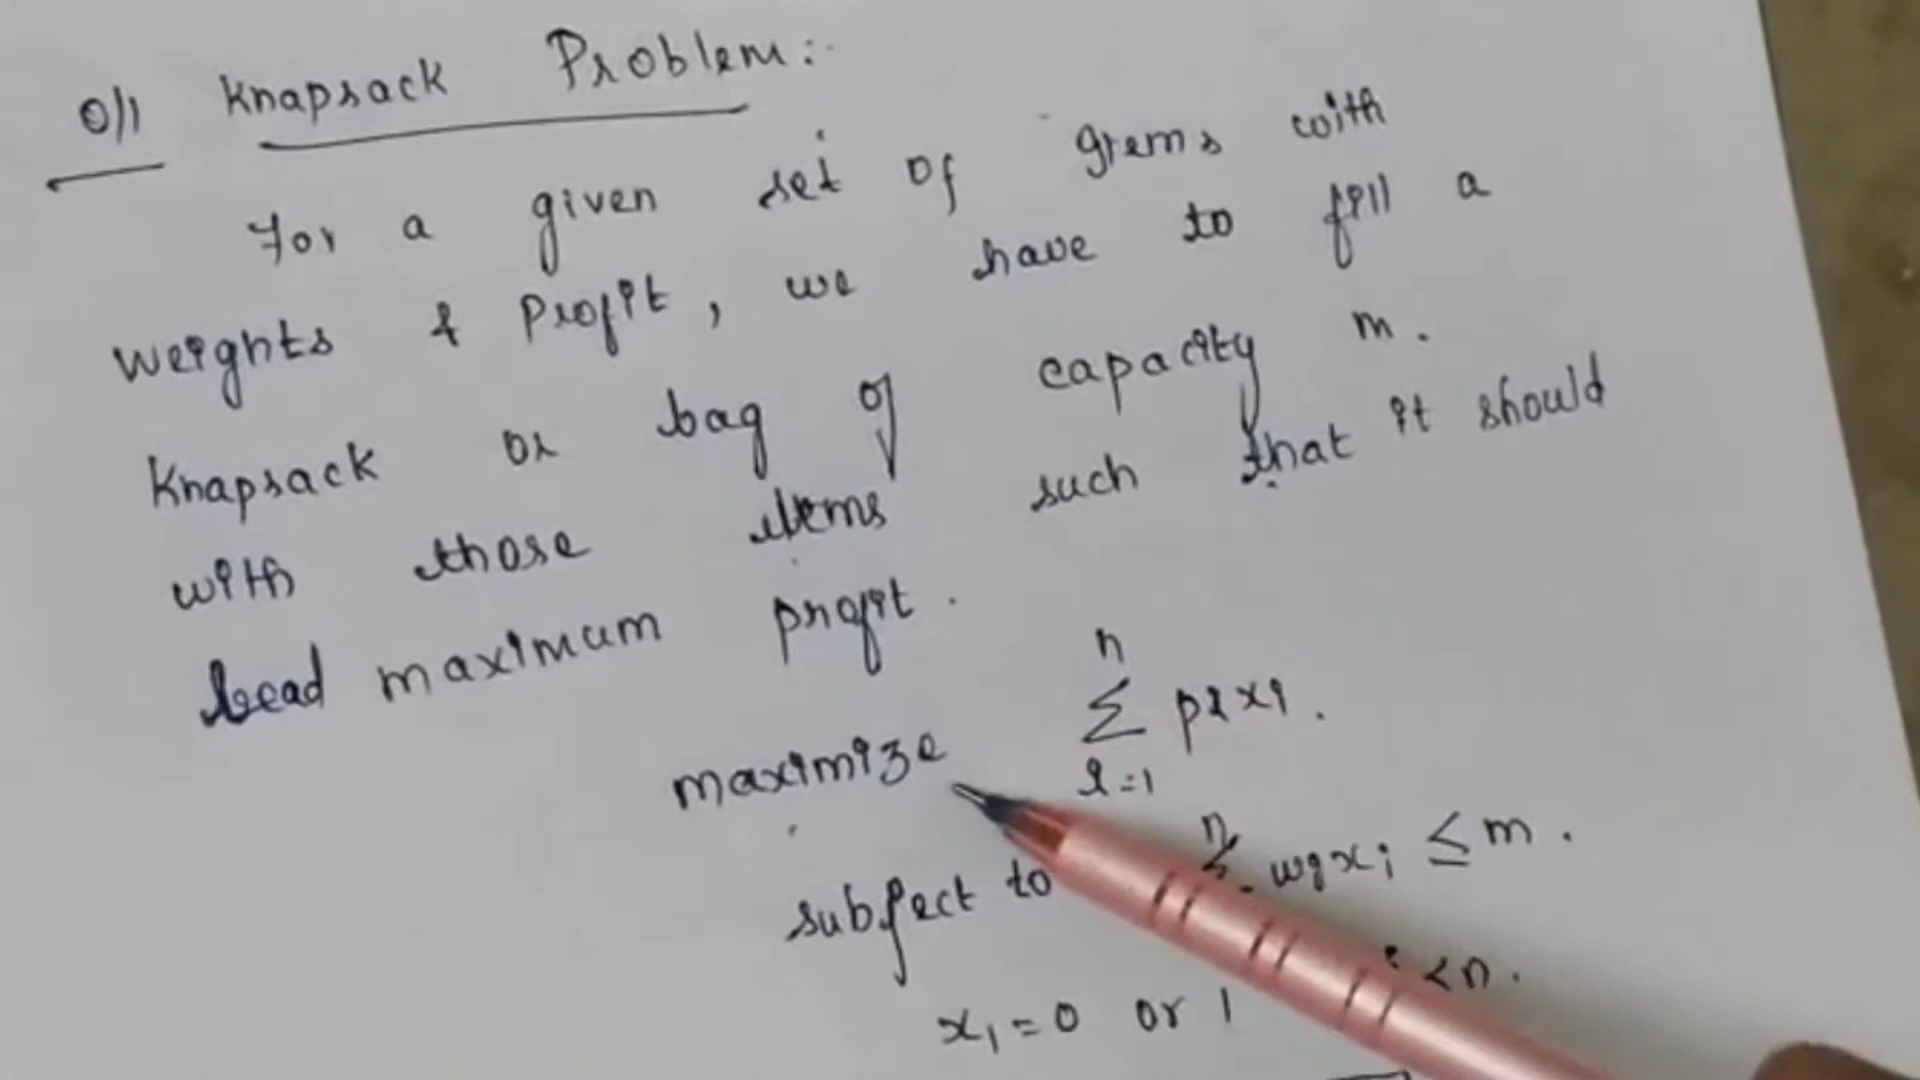 0/1 Knapsack Problem:-
For a given set of items with
weights & Profit, we have to fill a
Knapsack or bag of capacity m.
with those items such that it should
lead maximum profit.
maximize n∑i=1 pixi.
subject to n∑ wixi ≤ m.
xi = 0 or 1 i < n.